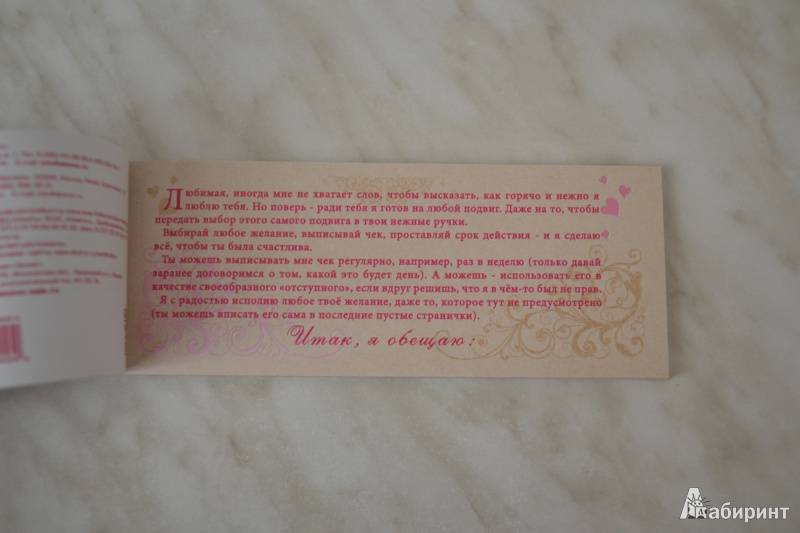 Любимая, иногда мне не хватает слов, чтобы высказать, как горячо и нежно я
люблю тебя. Но поверь - ради тебя я готов на любой подвиг. Даже на то, чтобы
передать выбор этого самого подвига в твои нежные ручки.
Выбирай любое желание, выписывай чек, проставляй срок действия - и я сделаю
всё, чтобы ты была счастлива.
Ты можешь выписывать мне чек регулярно, например, раз в неделю (только давай
заранее договоримся о том, какой это будет день). А можешь - использовать его в
качестве своеобразного «отступного», если вдруг решишь, что я в чём-то был не прав.
Я с радостью исполню любое твоё желание, даже то, которое тут не предусмотрено
(ты можешь вписать его сама в последние пустые странички).
Итак, я обещаю:
Лабиринт